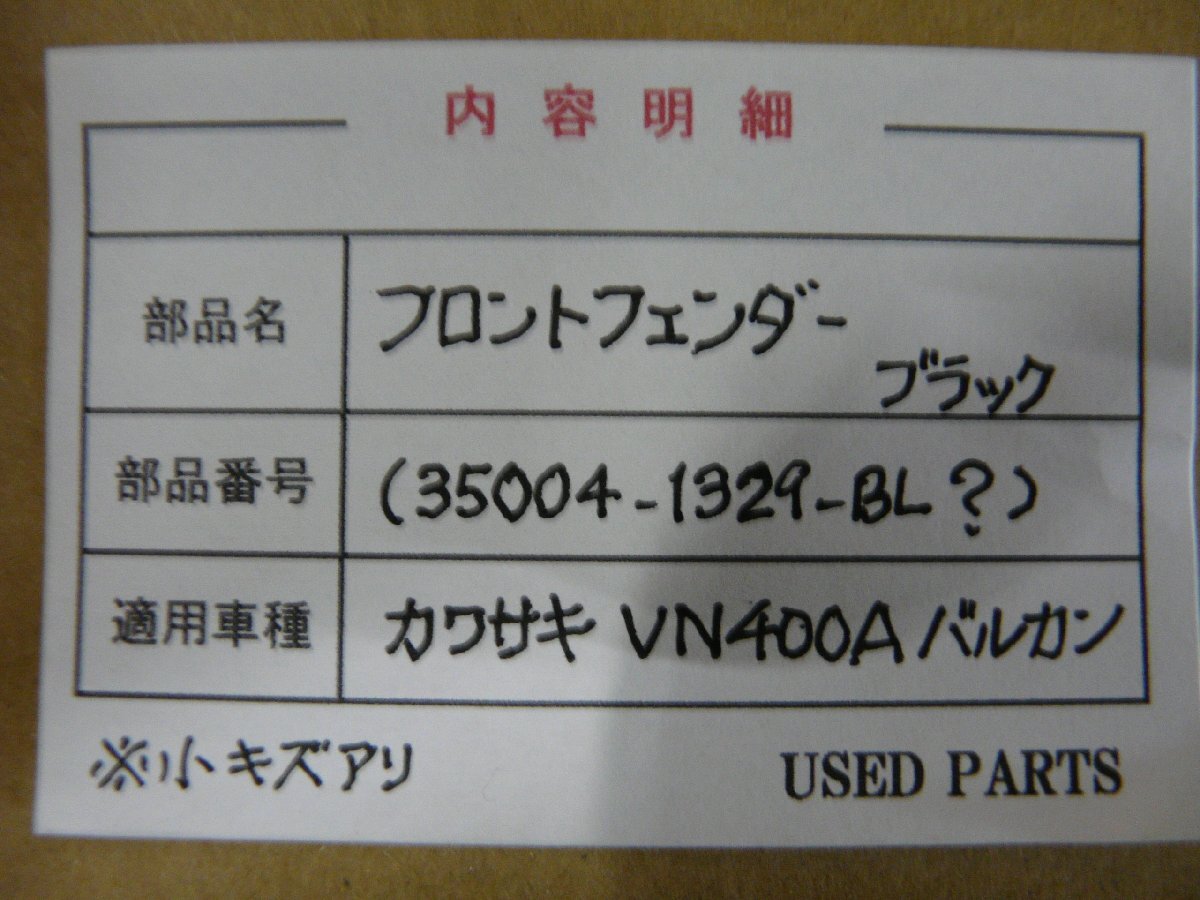 内容明細
部品名 フロントフェンダー
ブラック
部品番号 (35004-1329-BL?)
適用車種 カワサキ VN400A バルカン
※小キズアリ USED PARTS